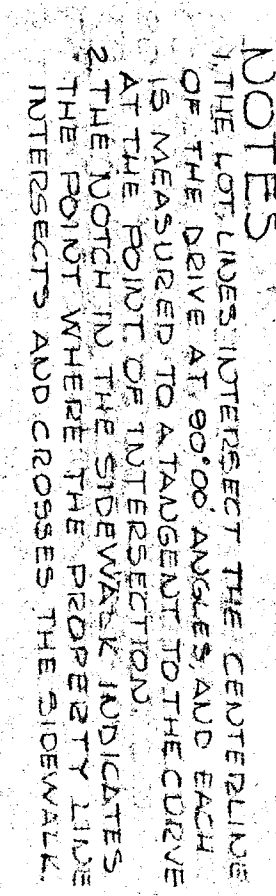 NOTES
1. THE LOT LINES INTERSECT THE CENTERLINE
OF THE DRIVE AT 90°00' ANGLES, AND EACH
IS MEASURED TO A TANGENT TO THE CURVE
AT THE POINT OF INTERSECTION.
2. THE NOTCH IN THE SIDEWALK INDICATES
THE POINT WHERE THE PROPERTY LINE
INTERSECTS AND CROSSES THE SIDEWALK.